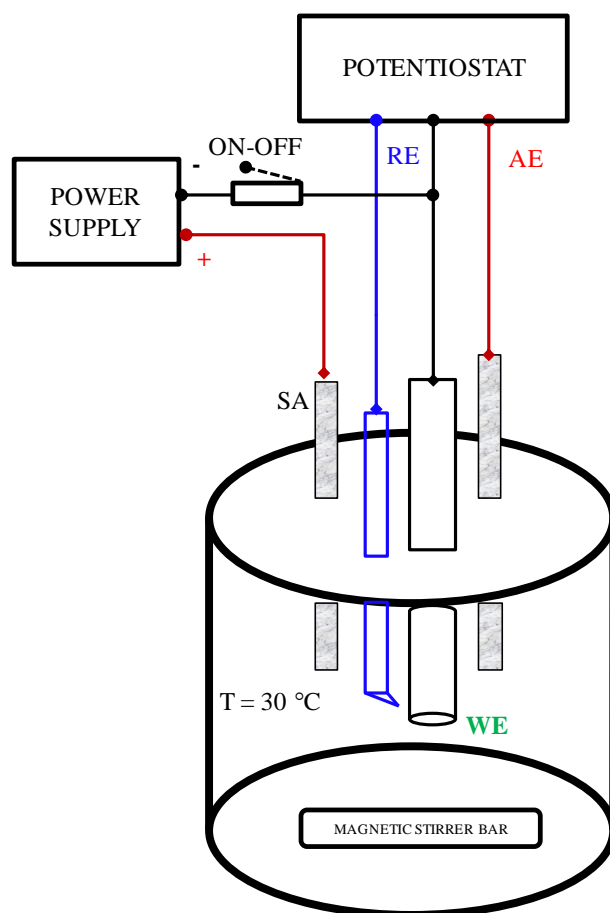 POTENTIOSTAT
- ON-OFF
RE
AE
POWER
SUPPLY
+
SA
T = 30 °C
WE
MAGNETIC STIRRER BAR